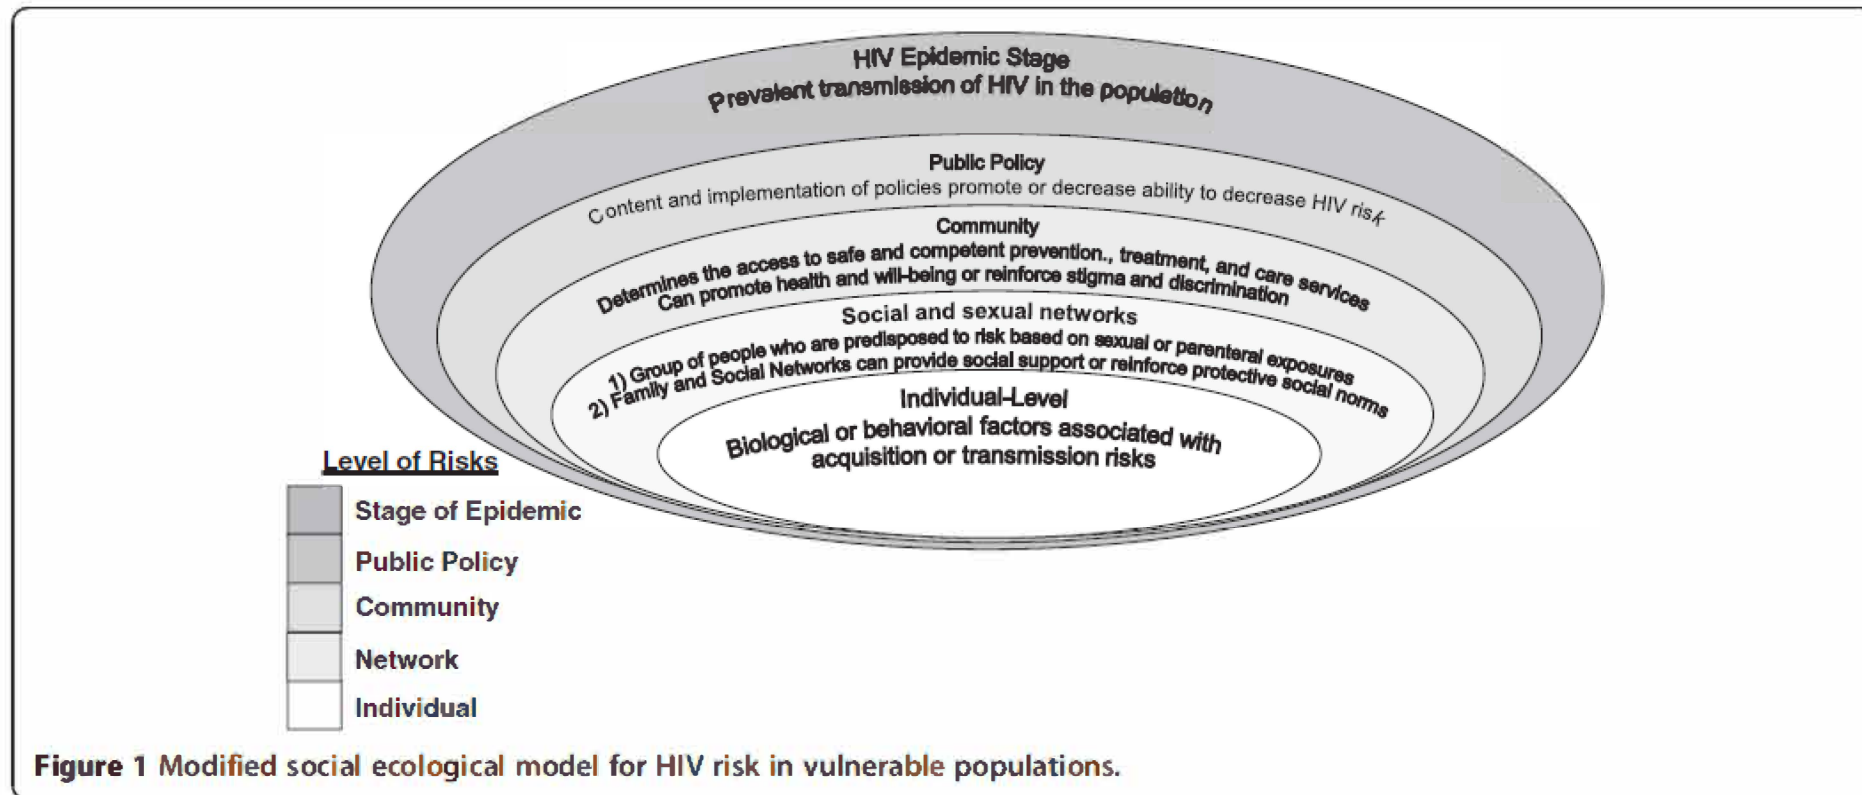 HIV Epidemic Stage
Prevalent transmission of HIV in the population
Public Policy
Content and implementation of policies promote or decrease ability to decrease HIV risk
Community
Determines the access to safe and competent prevention., treatment, and care services
Can promote health and will-being or reinforce stigma and discrimination
Social and sexual networks
1) Group of people who are predisposed to risk based on sexual or parenteral exposures
2) Family and Social Networks can provide social support or reinforce protective social norms
Individual-Level
Biological or behavioral factors associated with
acquisition or transmission risks
Level of Risks
Stage of Epidemic
Public Policy
Community
Network
Individual
Figure 1 Modified social ecological model for HIV risk in vulnerable populations.